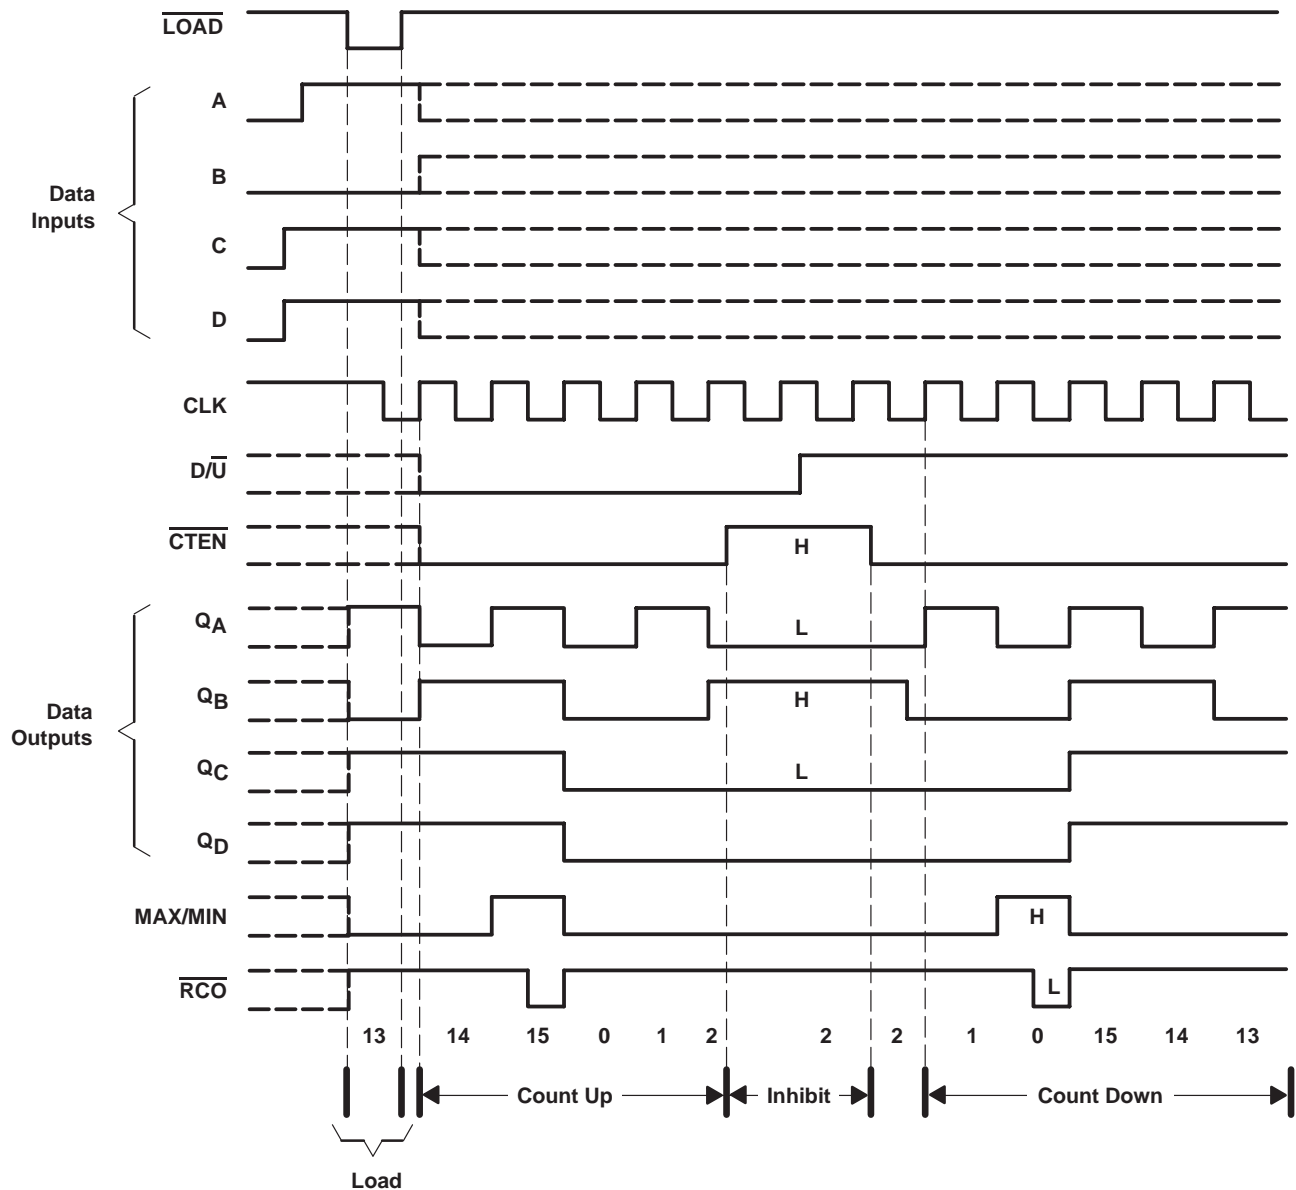 LOAD
A
B
Data
Inputs
C
D
CLK
D/U
CTEN
H
QA
L
QB
H
Data
Outputs
QC
L
QD
MAX/MIN
H
RCO
L
13 14 15 0 1 2 2 2 1 0 15 14 13
Count Up Inhibit Count Down
Load